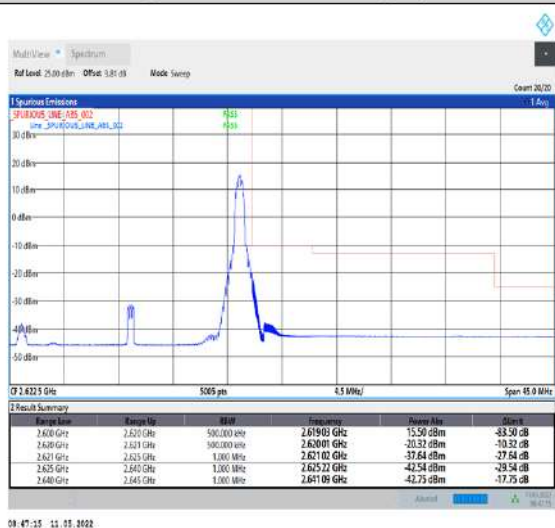 MultiView Spectrum
Ref Level 25.00 dBm Offset 3.81 dB Mode Sweep
Count 20/20
1 Spurious Emissions 1 Avg
SPURIOUS_LINE_ABS_002 PASS
Line _SPURIOUS_LINE_ABS_002 PASS
30 dBm
20 dBm
10 dBm
0 dBm
-10 dBm
-20 dBm
-30 dBm
-40 dBm
-50 dBm
CF 2.6225 GHz 5005 pts 4.5 MHz/ Span 45.0 MHz
2 Result Summary
Range Low Range Up RBW Frequency Power Abs ΔLimit
2.600 GHz 2.620 GHz 500.000 kHz 2.61903 GHz 15.50 dBm -83.50 dB
2.620 GHz 2.621 GHz 500.000 kHz 2.62001 GHz -20.32 dBm -10.32 dB
2.621 GHz 2.625 GHz 1.000 MHz 2.62102 GHz -37.64 dBm -27.64 dB
2.625 GHz 2.640 GHz 1.000 MHz 2.62522 GHz -42.54 dBm -29.54 dB
2.640 GHz 2.645 GHz 1.000 MHz 2.64109 GHz -42.75 dBm -17.75 dB
08:47:15 11.05.2022